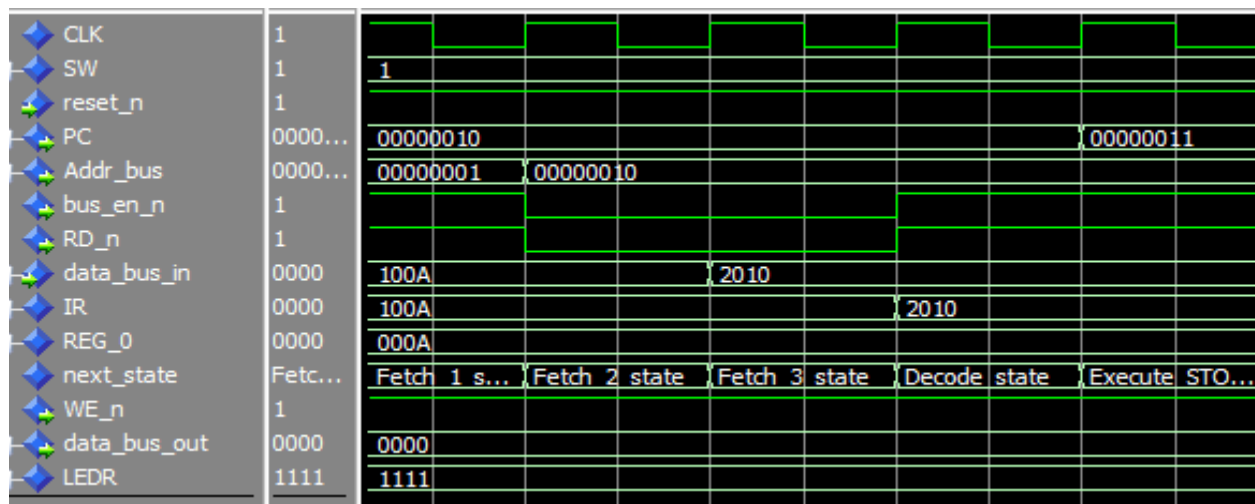 CLK 1
SW 1 1
reset_n 1
PC 0000... 00000010 00000011
Addr_bus 0000... 00000001 00000010
bus_en_n 1
RD_n 1
data_bus_in 0000 100A 2010
IR 0000 100A 2010
REG_0 0000 000A
next_state Fetc... Fetch 1 s... Fetch 2 state Fetch 3 state Decode state Execute STO...
WE_n 1
data_bus_out 0000 0000
LEDR 1111 1111